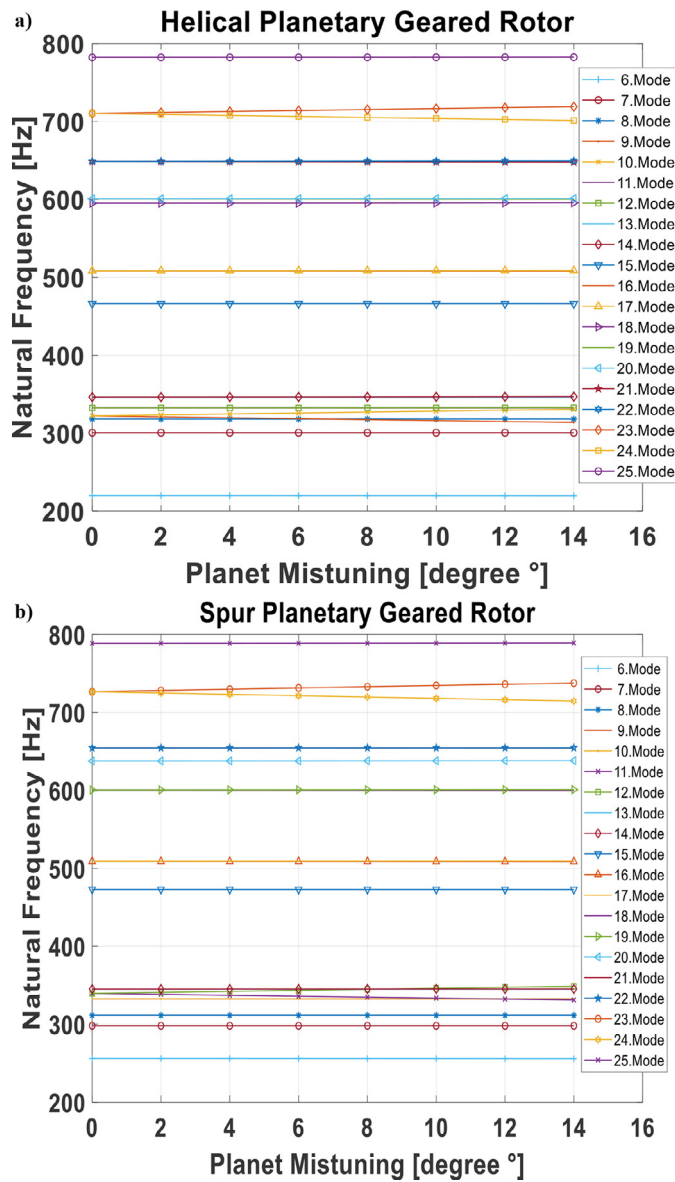 a)
Helical Planetary Geared Rotor
Natural Frequency [Hz]
800
700
600
500
400
300
200
0 2 4 6 8 10 12 14 16
Planet Mistuning [degree °]
6.Mode
7.Mode
8.Mode
9.Mode
10.Mode
11.Mode
12.Mode
13.Mode
14.Mode
15.Mode
16.Mode
17.Mode
18.Mode
19.Mode
20.Mode
21.Mode
22.Mode
23.Mode
24.Mode
25.Mode
b)
Spur Planetary Geared Rotor
Natural Frequency [Hz]
800
700
600
500
400
300
200
0 2 4 6 8 10 12 14 16
Planet Mistuning [degree °]
6.Mode
7.Mode
8.Mode
9.Mode
10.Mode
11.Mode
12.Mode
13.Mode
14.Mode
15.Mode
16.Mode
17.Mode
18.Mode
19.Mode
20.Mode
21.Mode
22.Mode
23.Mode
24.Mode
25.Mode